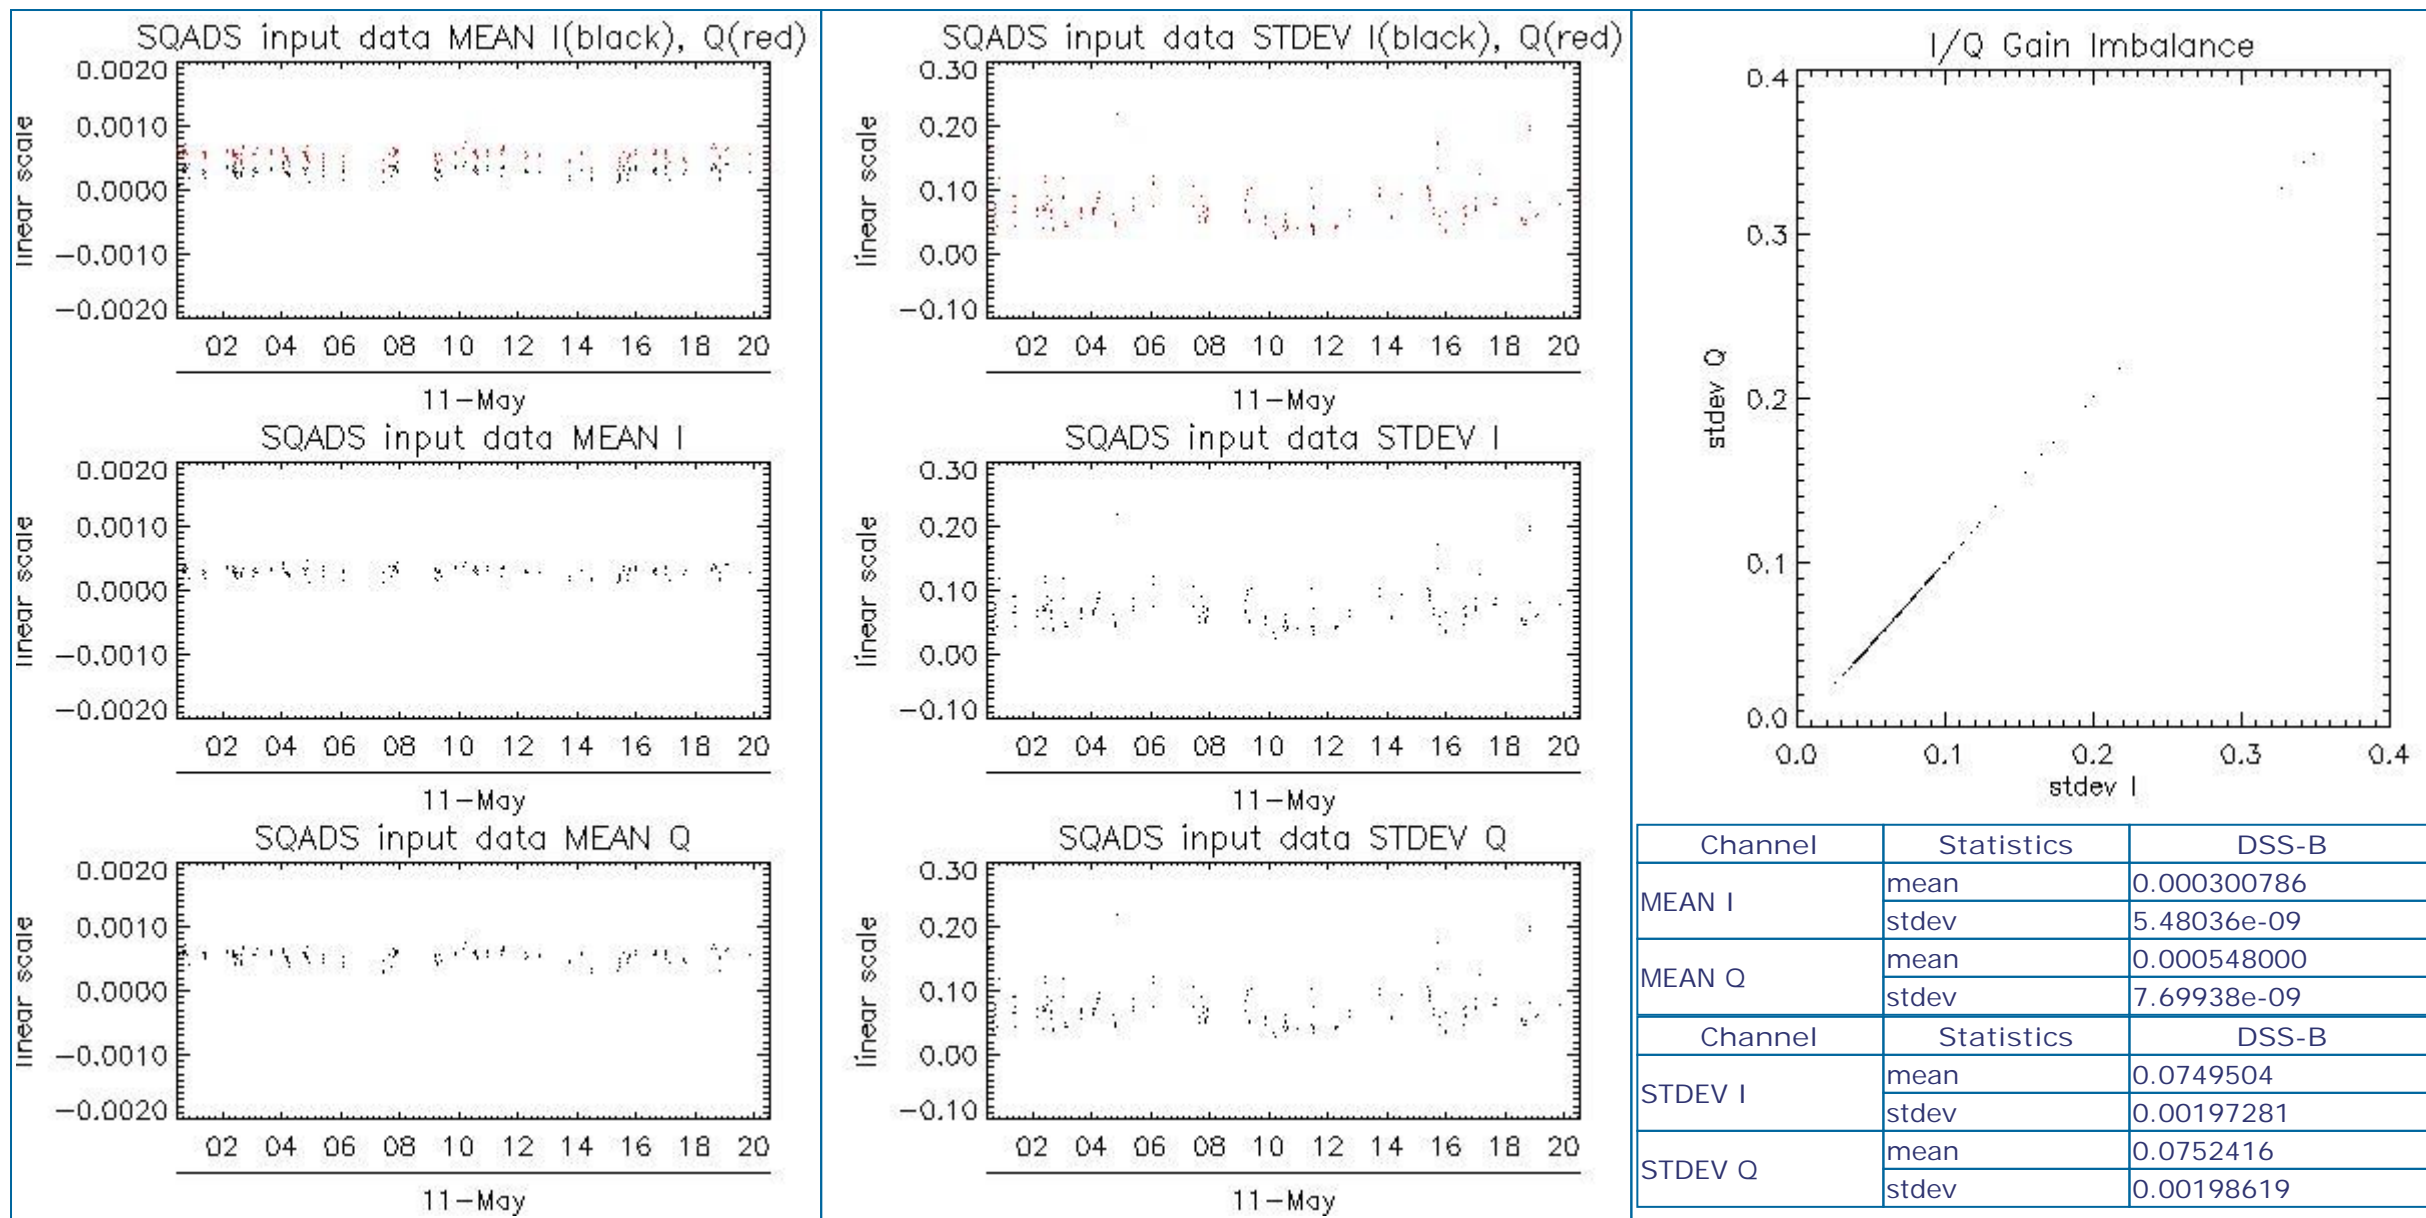 SQADS input data MEAN I(black), Q(red)
linear scale
0.0020
0.0010
0.0000
−0.0010
−0.0020
02 04 06 08 10 12 14 16 18 20
11−May
SQADS input data MEAN I
linear scale
0.0020
0.0010
0.0000
−0.0010
−0.0020
02 04 06 08 10 12 14 16 18 20
11−May
SQADS input data MEAN Q
linear scale
0.0020
0.0010
0.0000
−0.0010
−0.0020
02 04 06 08 10 12 14 16 18 20
11−May
SQADS input data STDEV I(black), Q(red)
linear scale
0.30
0.20
0.10
0.00
−0.10
02 04 06 08 10 12 14 16 18 20
11−May
SQADS input data STDEV I
linear scale
0.30
0.20
0.10
0.00
−0.10
02 04 06 08 10 12 14 16 18 20
11−May
SQADS input data STDEV Q
linear scale
0.30
0.20
0.10
0.00
−0.10
02 04 06 08 10 12 14 16 18 20
11−May
I/Q Gain Imbalance
stdev Q
0.4
0.3
0.2
0.1
0.0
0.0 0.1 0.2 0.3 0.4
stdev I
Channel Statistics DSS-B
MEAN I mean 0.000300786
stdev 5.48036e-09
MEAN Q mean 0.000548000
stdev 7.69938e-09
Channel Statistics DSS-B
STDEV I mean 0.0749504
stdev 0.00197281
STDEV Q mean 0.0752416
stdev 0.00198619